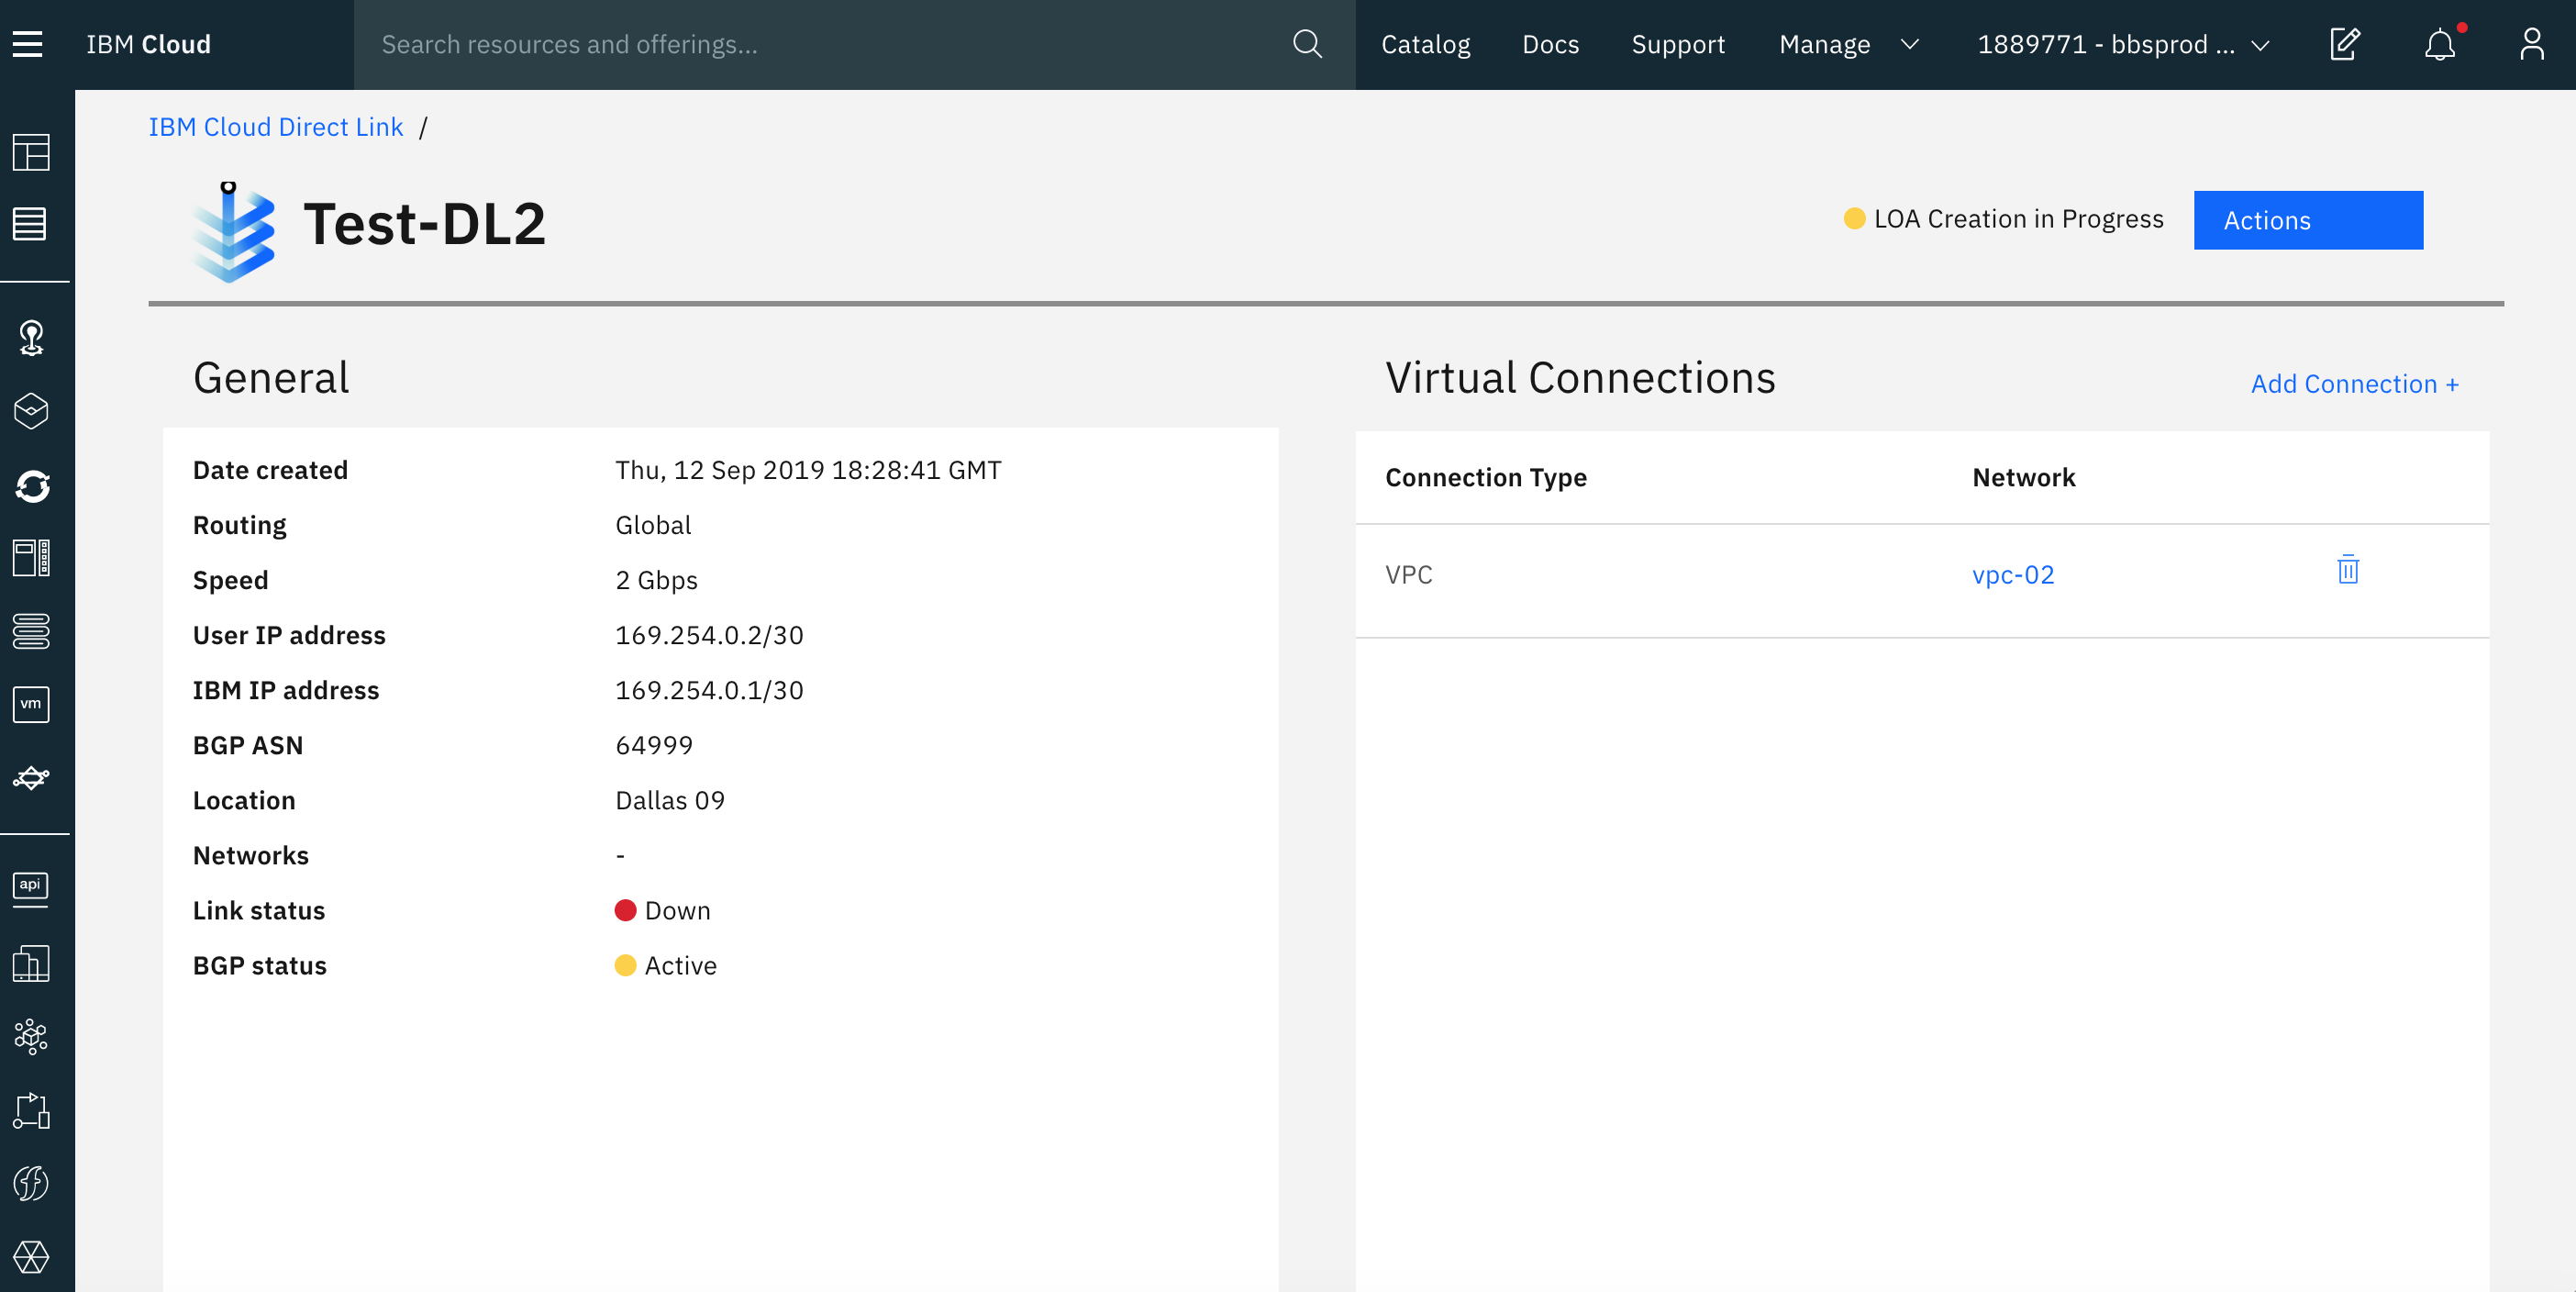 IBM Cloud
Search resources and offerings...
Catalog
Docs
Support
Manage
1889771 - bbsprod ...
IBM Cloud Direct Link /
Test-DL2
LOA Creation in Progress
Actions
General
Date created Thu, 12 Sep 2019 18:28:41 GMT
Routing Global
Speed 2 Gbps
User IP address 169.254.0.2/30
IBM IP address 169.254.0.1/30
BGP ASN 64999
Location Dallas 09
Networks -
Link status Down
BGP status Active
Virtual Connections
Add Connection +
Connection Type Network
VPC vpc-02
vm
api